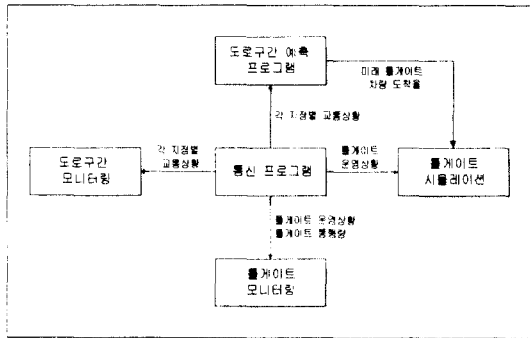 도로구간 예측
프로그램
미래 톨게이트
차량 도착율
각 지점별 교통상황
각 지점별
교통상황
톨게이트
운영상황
도로구간
모니터링
통신 프로그램
톨게이트
시뮬레이션
톨게이트 운영상황
톨게이트 통행량
톨게이트
모니터링